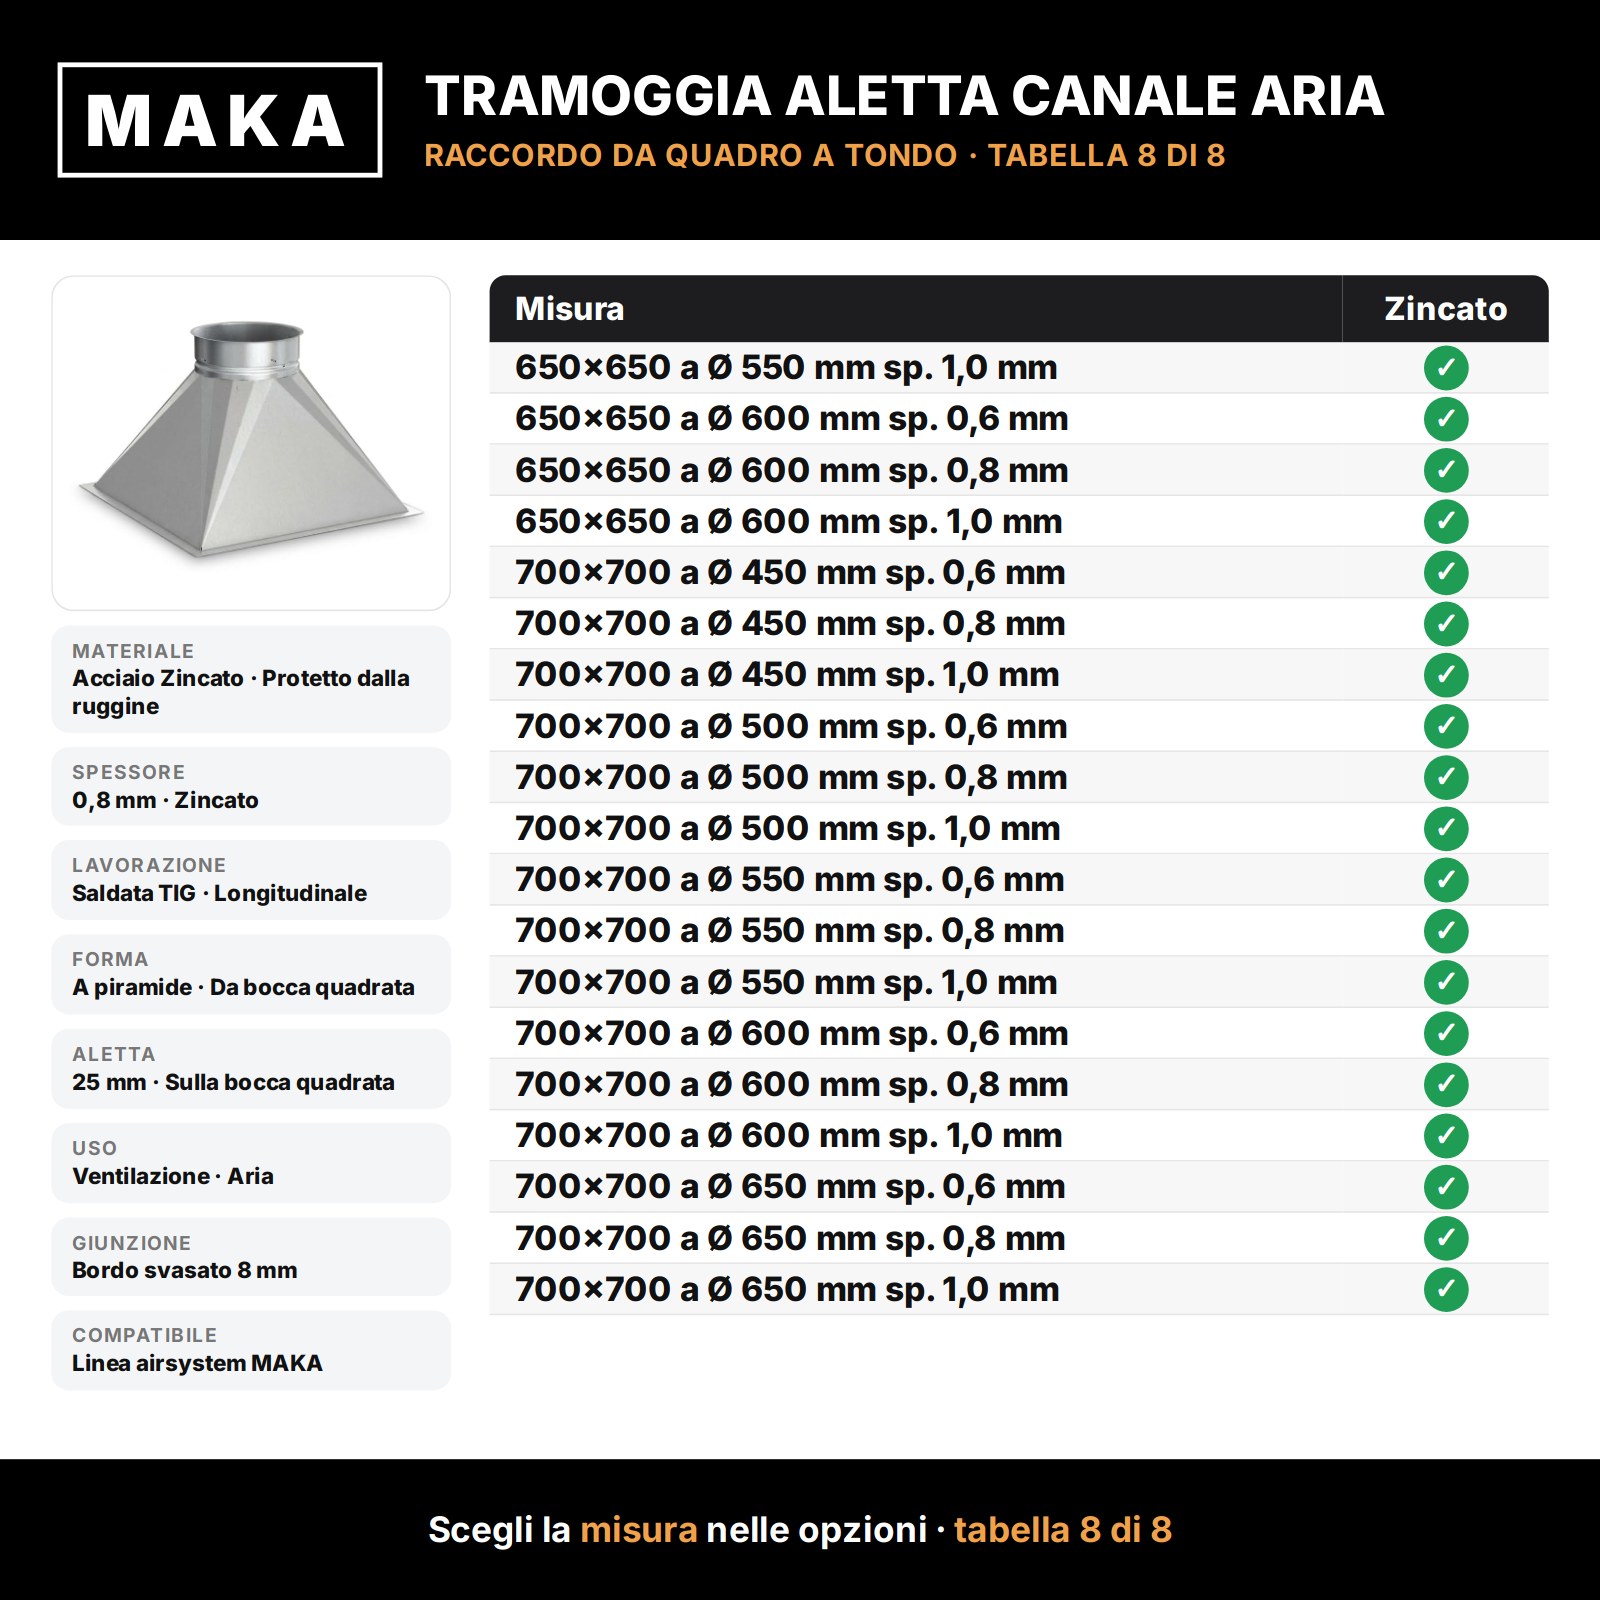 MAKA
TRAMOGGIA ALETTA CANALE ARIA
RACCORDO DA QUADRO A TONDO · TABELLA 8 DI 8
MATERIALE
Acciaio Zincato · Protetto dalla
ruggine
SPESSORE
0,8 mm · Zincato
LAVORAZIONE
Saldata TIG · Longitudinale
FORMA
A piramide · Da bocca quadrata
ALETTA
25 mm · Sulla bocca quadrata
USO
Ventilazione · Aria
GIUNZIONE
Bordo svasato 8 mm
COMPATIBILE
Linea airsystem MAKA
Misura Zincato
650×650 a Ø 550 mm sp. 1,0 mm ✓
650×650 a Ø 600 mm sp. 0,6 mm ✓
650×650 a Ø 600 mm sp. 0,8 mm ✓
650×650 a Ø 600 mm sp. 1,0 mm ✓
700×700 a Ø 450 mm sp. 0,6 mm ✓
700×700 a Ø 450 mm sp. 0,8 mm ✓
700×700 a Ø 450 mm sp. 1,0 mm ✓
700×700 a Ø 500 mm sp. 0,6 mm ✓
700×700 a Ø 500 mm sp. 0,8 mm ✓
700×700 a Ø 500 mm sp. 1,0 mm ✓
700×700 a Ø 550 mm sp. 0,6 mm ✓
700×700 a Ø 550 mm sp. 0,8 mm ✓
700×700 a Ø 550 mm sp. 1,0 mm ✓
700×700 a Ø 600 mm sp. 0,6 mm ✓
700×700 a Ø 600 mm sp. 0,8 mm ✓
700×700 a Ø 600 mm sp. 1,0 mm ✓
700×700 a Ø 650 mm sp. 0,6 mm ✓
700×700 a Ø 650 mm sp. 0,8 mm ✓
700×700 a Ø 650 mm sp. 1,0 mm ✓
Scegli la misura nelle opzioni · tabella 8 di 8